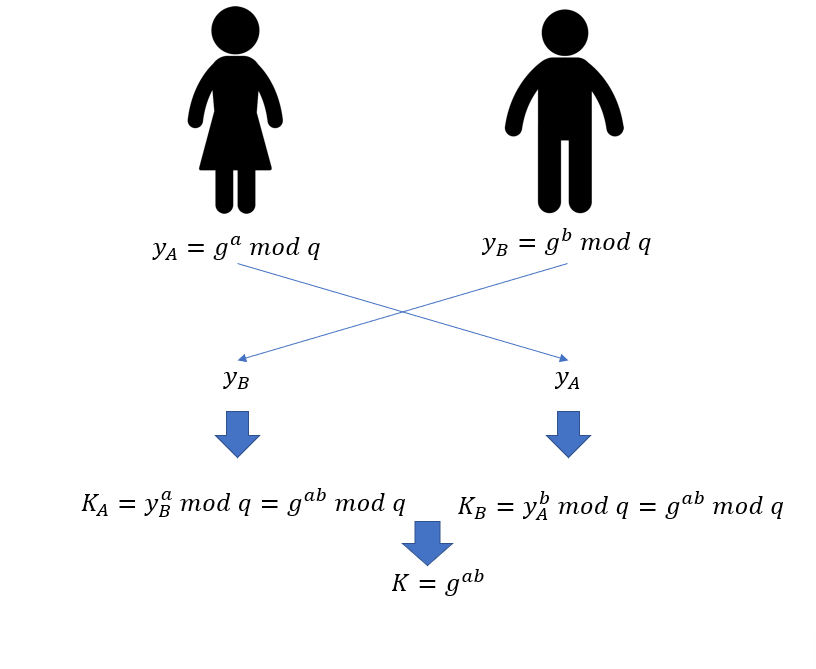 y_A = g^a mod q
y_B = g^b mod q
y_B
y_A
K_A = y_B^a mod q = g^{ab} mod q
K_B = y_A^b mod q = g^{ab} mod q
K = g^{ab}